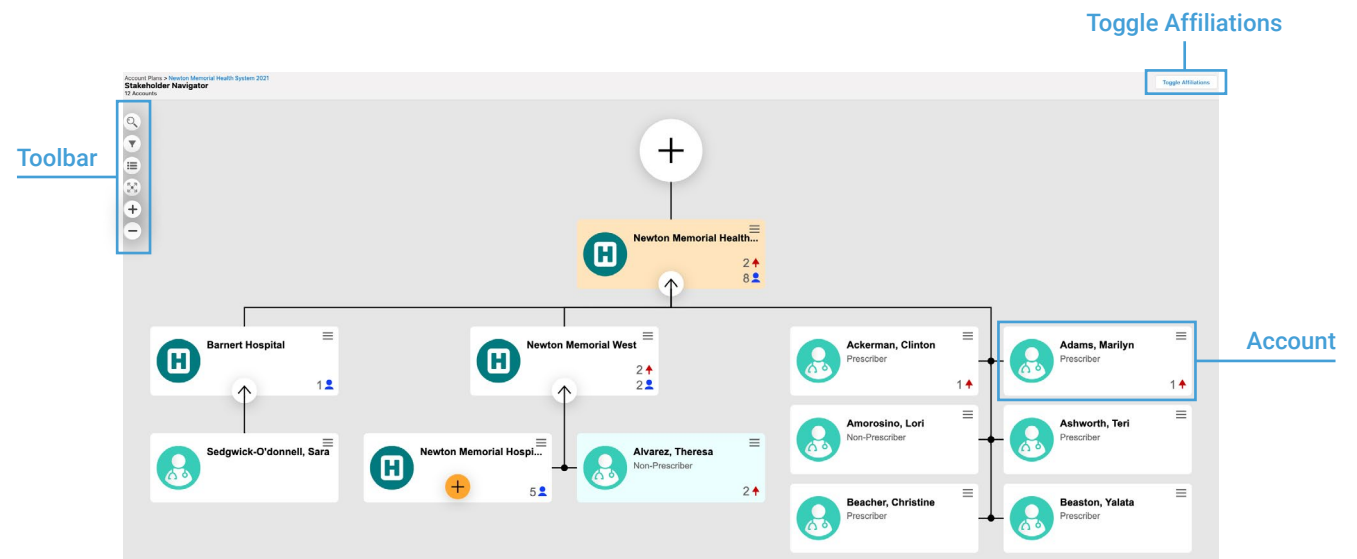 Toggle Affiliations
Account Plans > Newton Memorial Health System 2021
Stakeholder Navigator
12 Accounts
Toggle Affiliations
Toolbar
Newton Memorial Health...
2
8
Barnert Hospital
1
Newton Memorial West
2
2
Ackerman, Clinton
Prescriber
1
Adams, Marilyn
Prescriber
1
Account
Amorosino, Lori
Non-Prescriber
Ashworth, Teri
Prescriber
Sedgwick-O'donnell, Sara
Newton Memorial Hospi...
5
Alvarez, Theresa
Non-Prescriber
2
Beacher, Christine
Prescriber
Beaston, Yalata
Prescriber